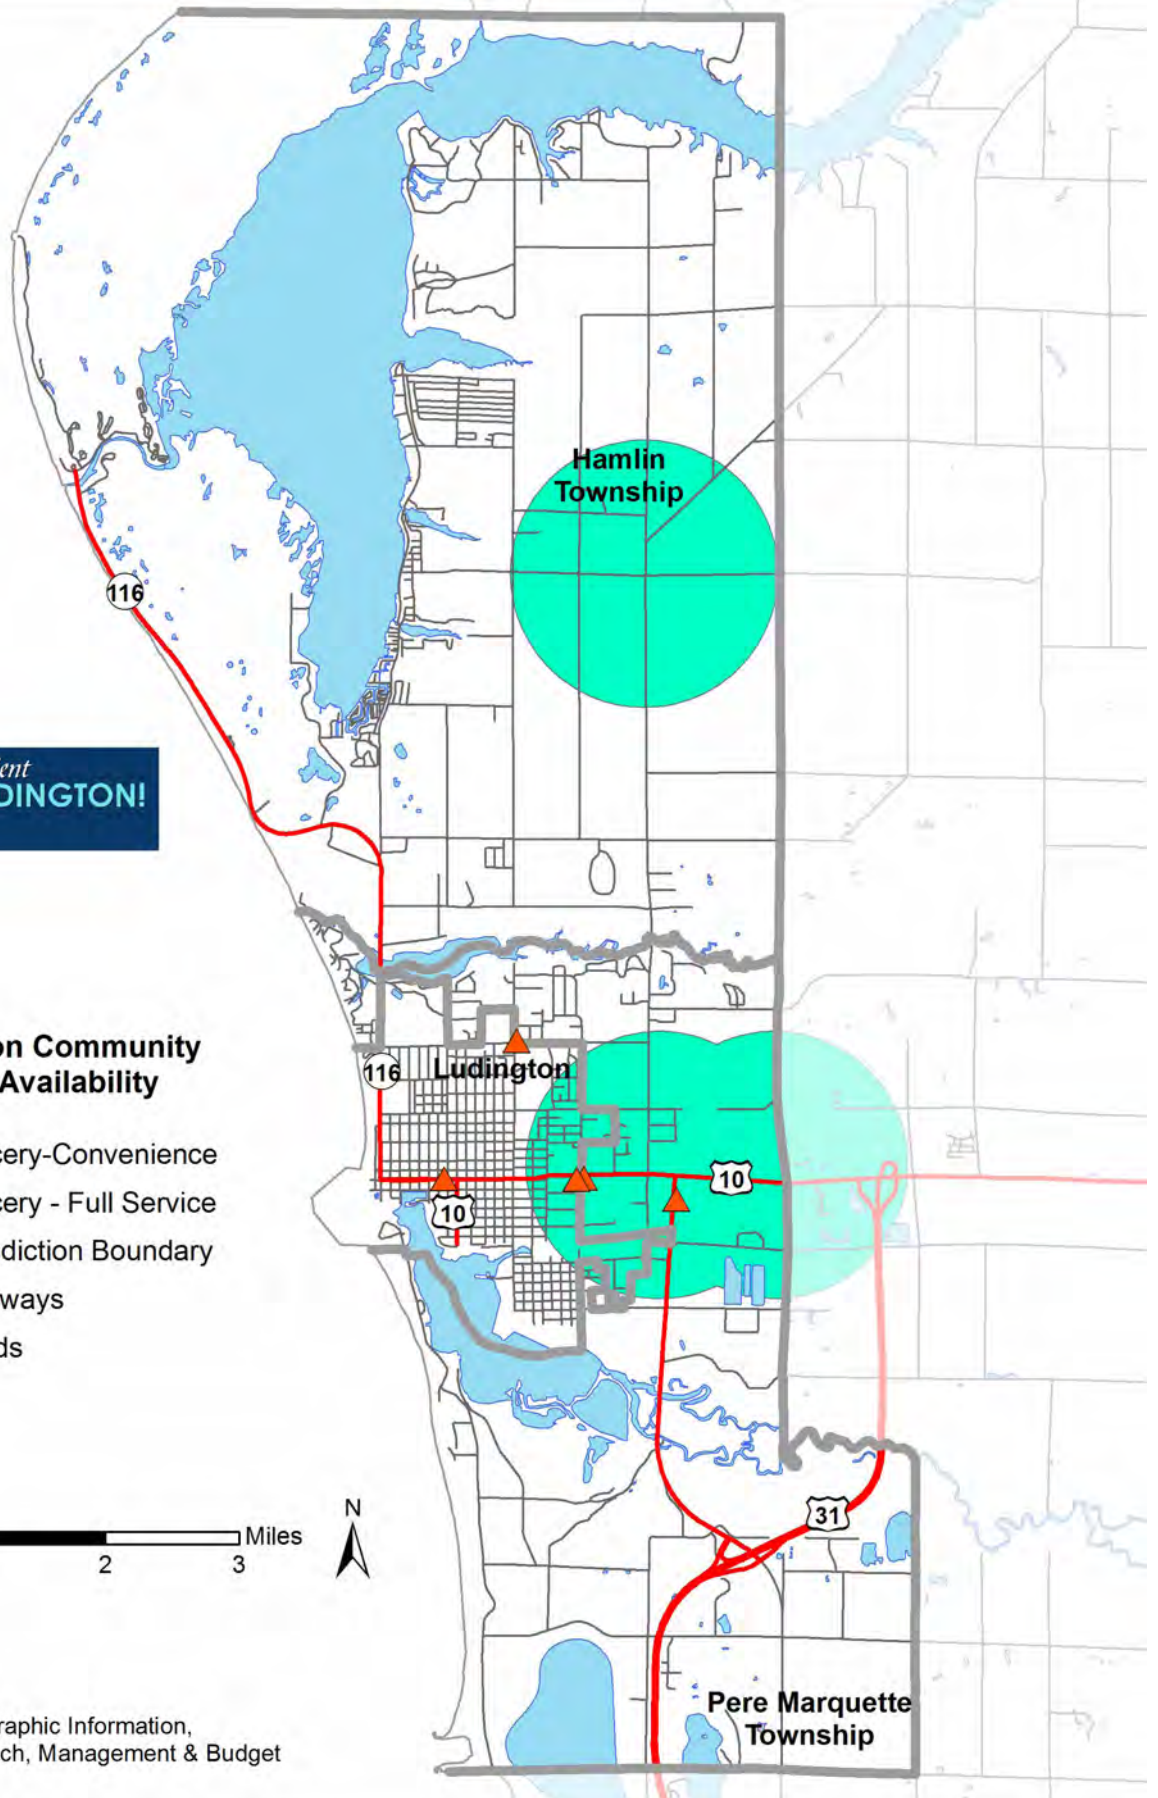 Hamlin
Township
116
ent
DINGTON!
on Community
Availability
116
Ludington
cery-Convenience
cery - Full Service
diction Boundary
ways
ds
10
10
N
Miles
2
3
31
Pere Marquette
Township
raphic Information,
ch, Management & Budget